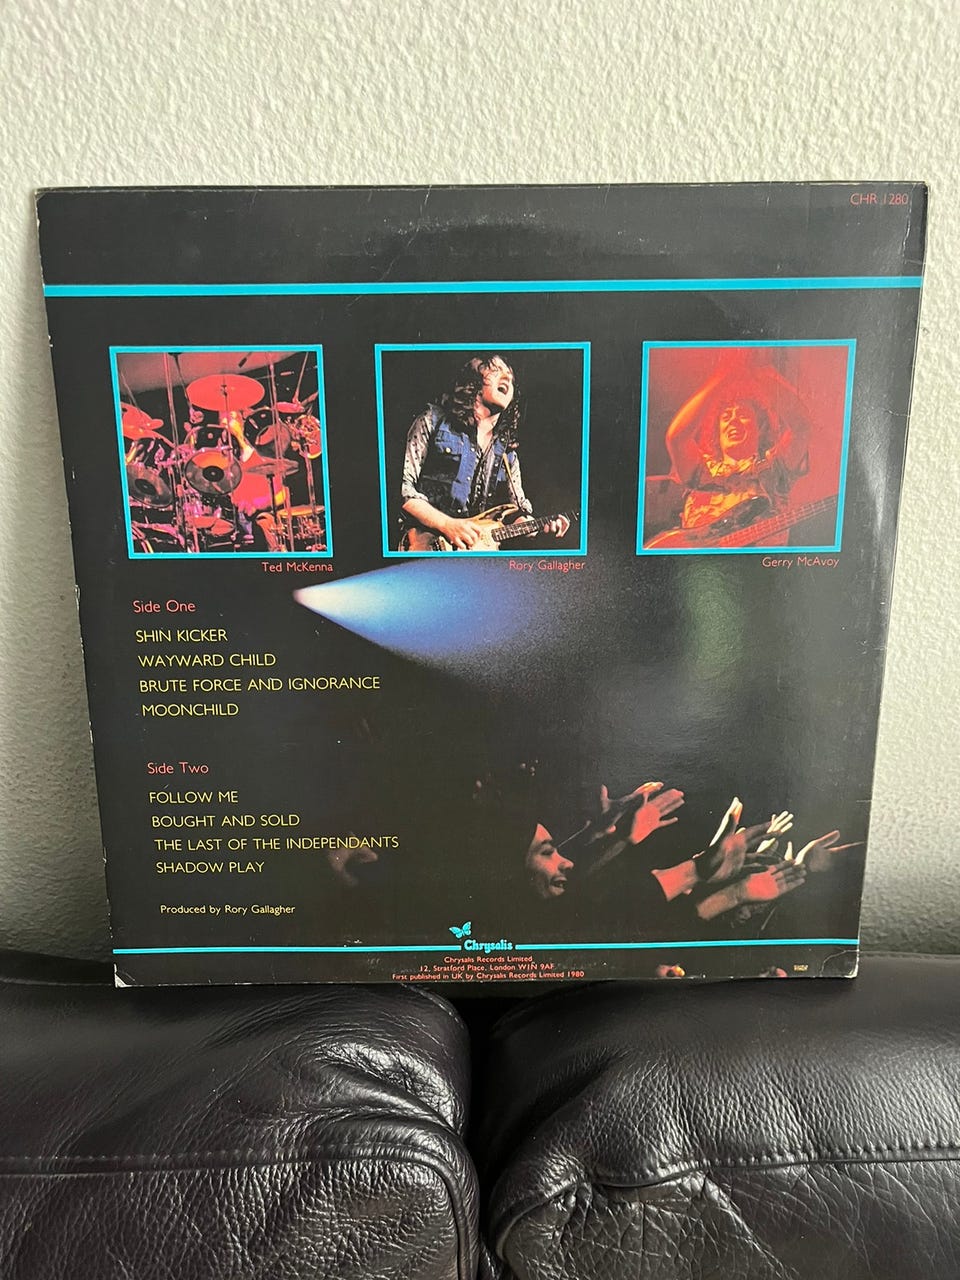 CHR 1280
Ted McKenna
Rory Gallagher
Gerry McAvoy
Side One
SHIN KICKER
WAYWARD CHILD
BRUTE FORCE AND IGNORANCE
MOONCHILD
Side Two
FOLLOW ME
BOUGHT AND SOLD
THE LAST OF THE INDEPENDANTS
SHADOW PLAY
Produced by Rory Gallagher
Chrysalis
Chrysalis Records Limited
12, Stratford Place, London W1N 9AF
First published in UK by Chrysalis Records Limited 1980